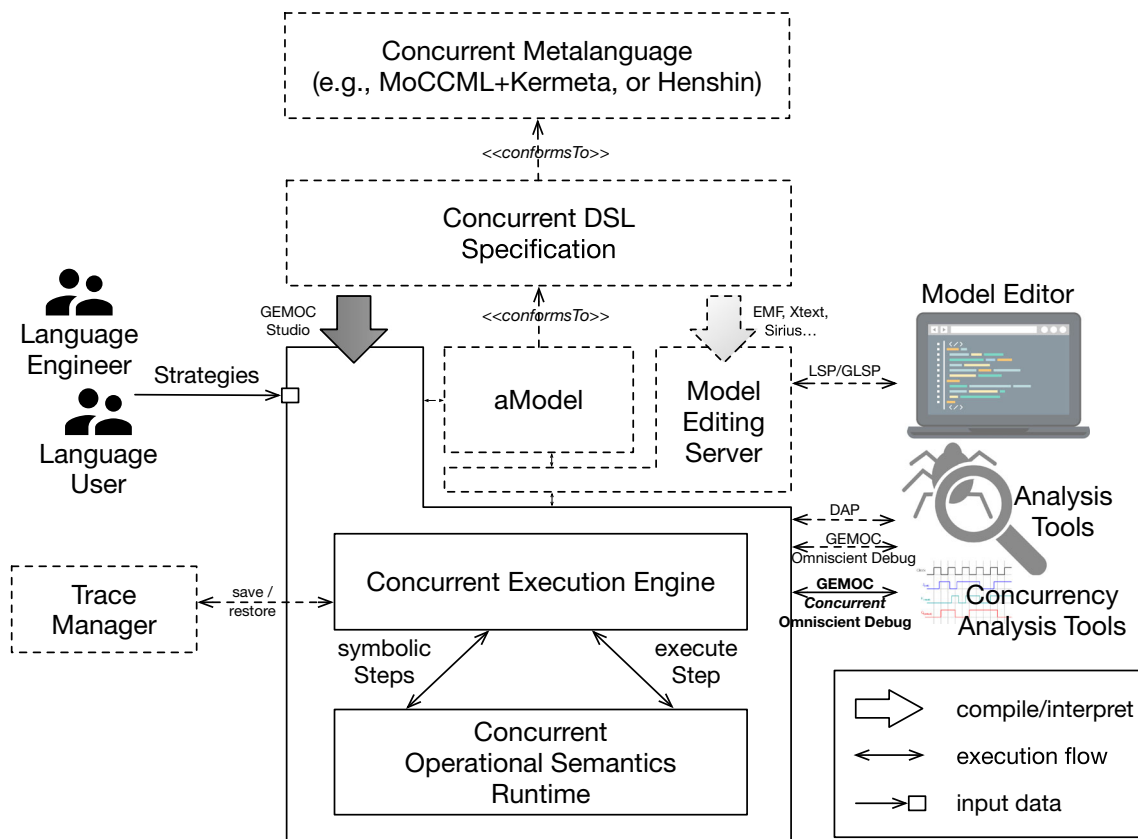 Concurrent Metalanguage
(e.g., MoCCML+Kermeta, or Henshin)
<<conformsTo>>
Concurrent DSL
Specification
GEMOC
Studio
<<conformsTo>>
EMF, Xtext,
Sirius...
Language
Engineer
Strategies
Language
User
aModel
Model
Editing
Server
LSP/GLSP
Model Editor
DAP
GEMOC
Omniscient Debug
Analysis
Tools
GEMOC
Concurrent
Omniscient Debug
Concurrency
Analysis Tools
Trace
Manager
save /
restore
Concurrent Execution Engine
symbolic
Steps
execute
Step
Concurrent
Operational Semantics
Runtime
compile/interpret
execution flow
input data